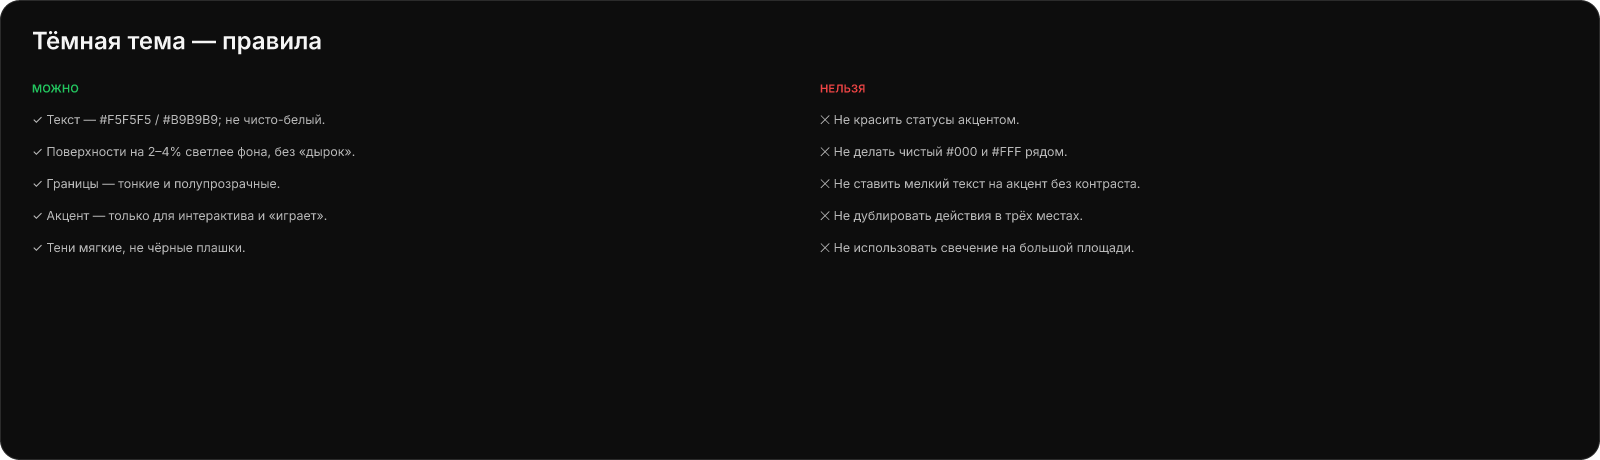 Тёмная тема — правила
МОЖНО
✓ Текст — #F5F5F5 / #B9B9B9; не чисто-белый.
✓ Поверхности на 2–4% светлее фона, без «дырок».
✓ Границы — тонкие и полупрозрачные.
✓ Акцент — только для интерактива и «играет».
✓ Тени мягкие, не чёрные плашки.
НЕЛЬЗЯ
✕ Не красить статусы акцентом.
✕ Не делать чистый #000 и #FFF рядом.
✕ Не ставить мелкий текст на акцент без контраста.
✕ Не дублировать действия в трёх местах.
✕ Не использовать свечение на большой площади.